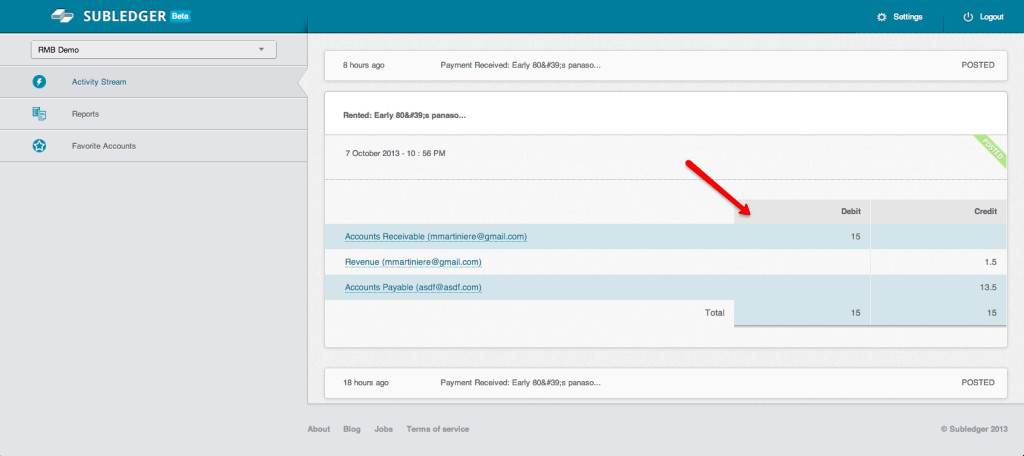 SUBLEDGER Beta
Settings
Logout
RMB Demo
Activity Stream
Reports
Favorite Accounts
8 hours ago Payment Received: Early 80&#39;s panaso... POSTED
Rented: Early 80&#39;s panaso...
7 October 2013 - 10 : 56 PM
POSTED
Debit Credit
Accounts Receivable (mmartiniere@gmail.com) 15
Revenue (mmartiniere@gmail.com) 1.5
Accounts Payable (asdf@asdf.com) 13.5
Total 15 15
18 hours ago Payment Received: Early 80&#39;s panaso... POSTED
About Blog Jobs Terms of service © Subledger 2013